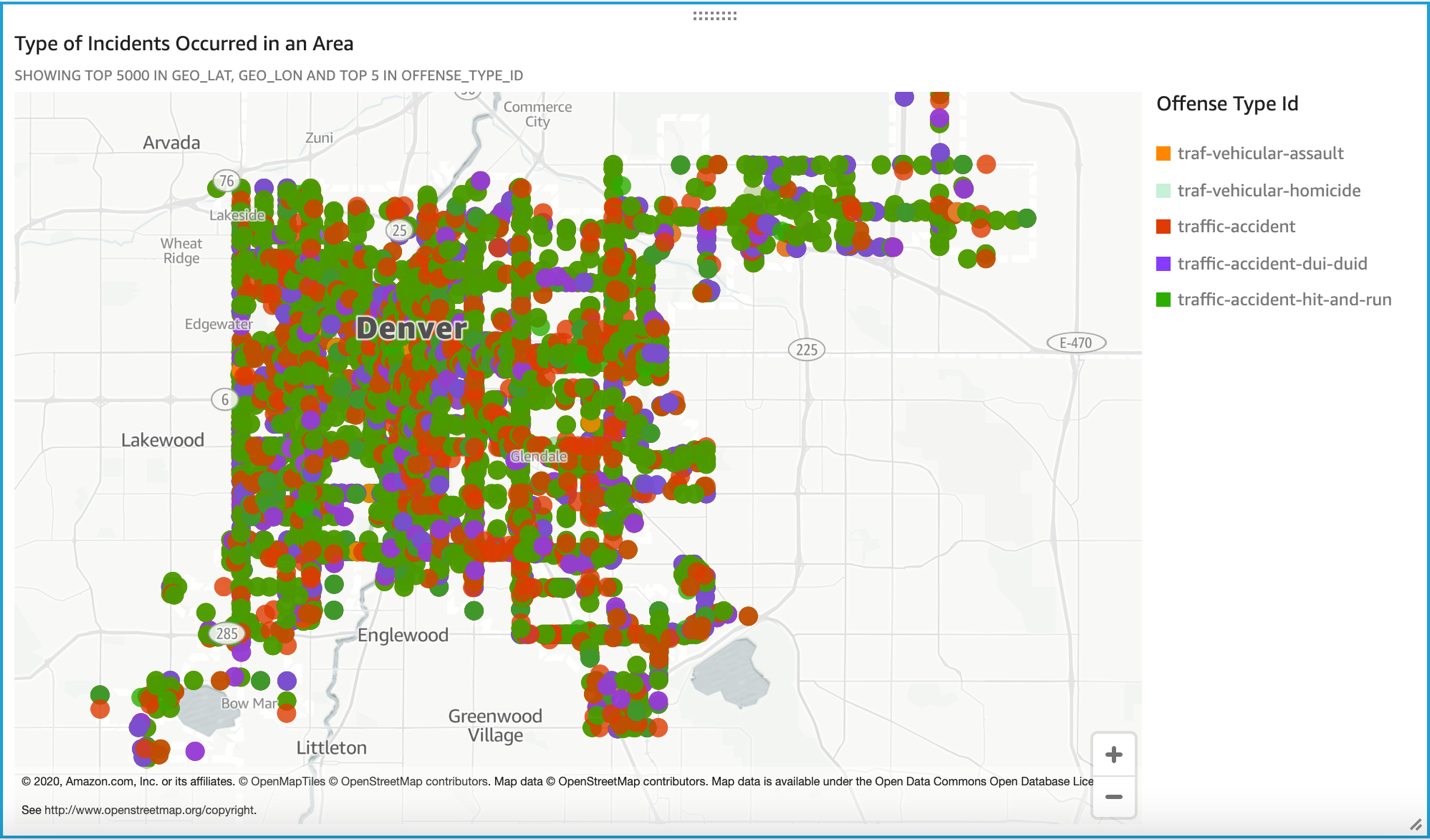 Type of Incidents Occurred in an Area
SHOWING TOP 5000 IN GEO_LAT, GEO_LON AND TOP 5 IN OFFENSE_TYPE_ID
Offense Type Id
traf-vehicular-assault
traf-vehicular-homicide
traffic-accident
traffic-accident-dui-duid
traffic-accident-hit-and-run
Commerce
City
Arvada
Zuni
76
Lakeside
25
Wheat
Ridge
Edgewater
Denver
225
E-470
6
Lakewood
Glendale
285
Englewood
Bow Mar
Greenwood
Village
Littleton
+
−
© 2020, Amazon.com, Inc. or its affiliates. © OpenMapTiles © OpenStreetMap contributors. Map data © OpenStreetMap contributors. Map data is available under the Open Data Commons Open Database Lice
See http://www.openstreetmap.org/copyright.